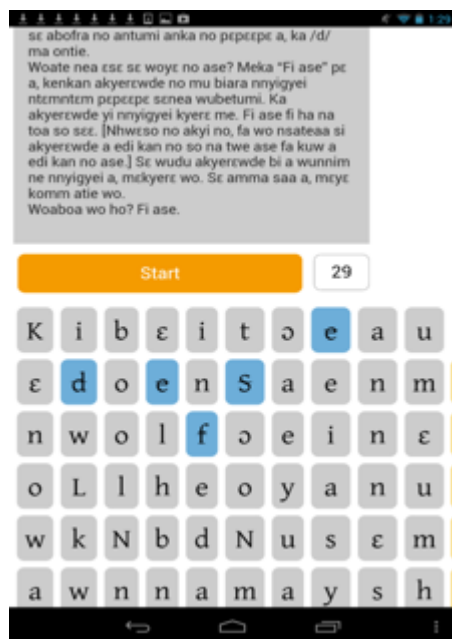 1:29
sɛ abofra no antumi anka no pɛpɛɛpɛ a, ka /d/
ma ontie.
Woate nea ɛsɛ sɛ woyɛ no ase? Meka "Fi ase" pɛ
a, kenkan akyerɛwde no mu biara nnyigyei
ntɛmntɛm pɛpɛɛpɛ sɛnea wubɛtumi. Ka
akyerɛwde yi nnyigyei kyerɛ me. Fi ase fi ha na
toa so sɛɛ. [Nhwɛso no akyi no, fa wo nsateaa si
akyerɛwde a edi kan no so na twe ase fa kuw a
edi kan no ase.] Sɛ wudu akyerɛwde bi a wunnim
ne nnyigyei a, mɛkyerɛ wo. Sɛ amma saa a, mɛyɛ
komm atie wo.
Woaboa wo ho? Fi ase.
Start 29
K i b ɛ i t ɔ e a u
ɛ d o e n S a e n m
n w o l f ɔ e i n ɛ
o L l h e o y a n u
w k N b d N u s ɛ m
a w n n a m a y s h